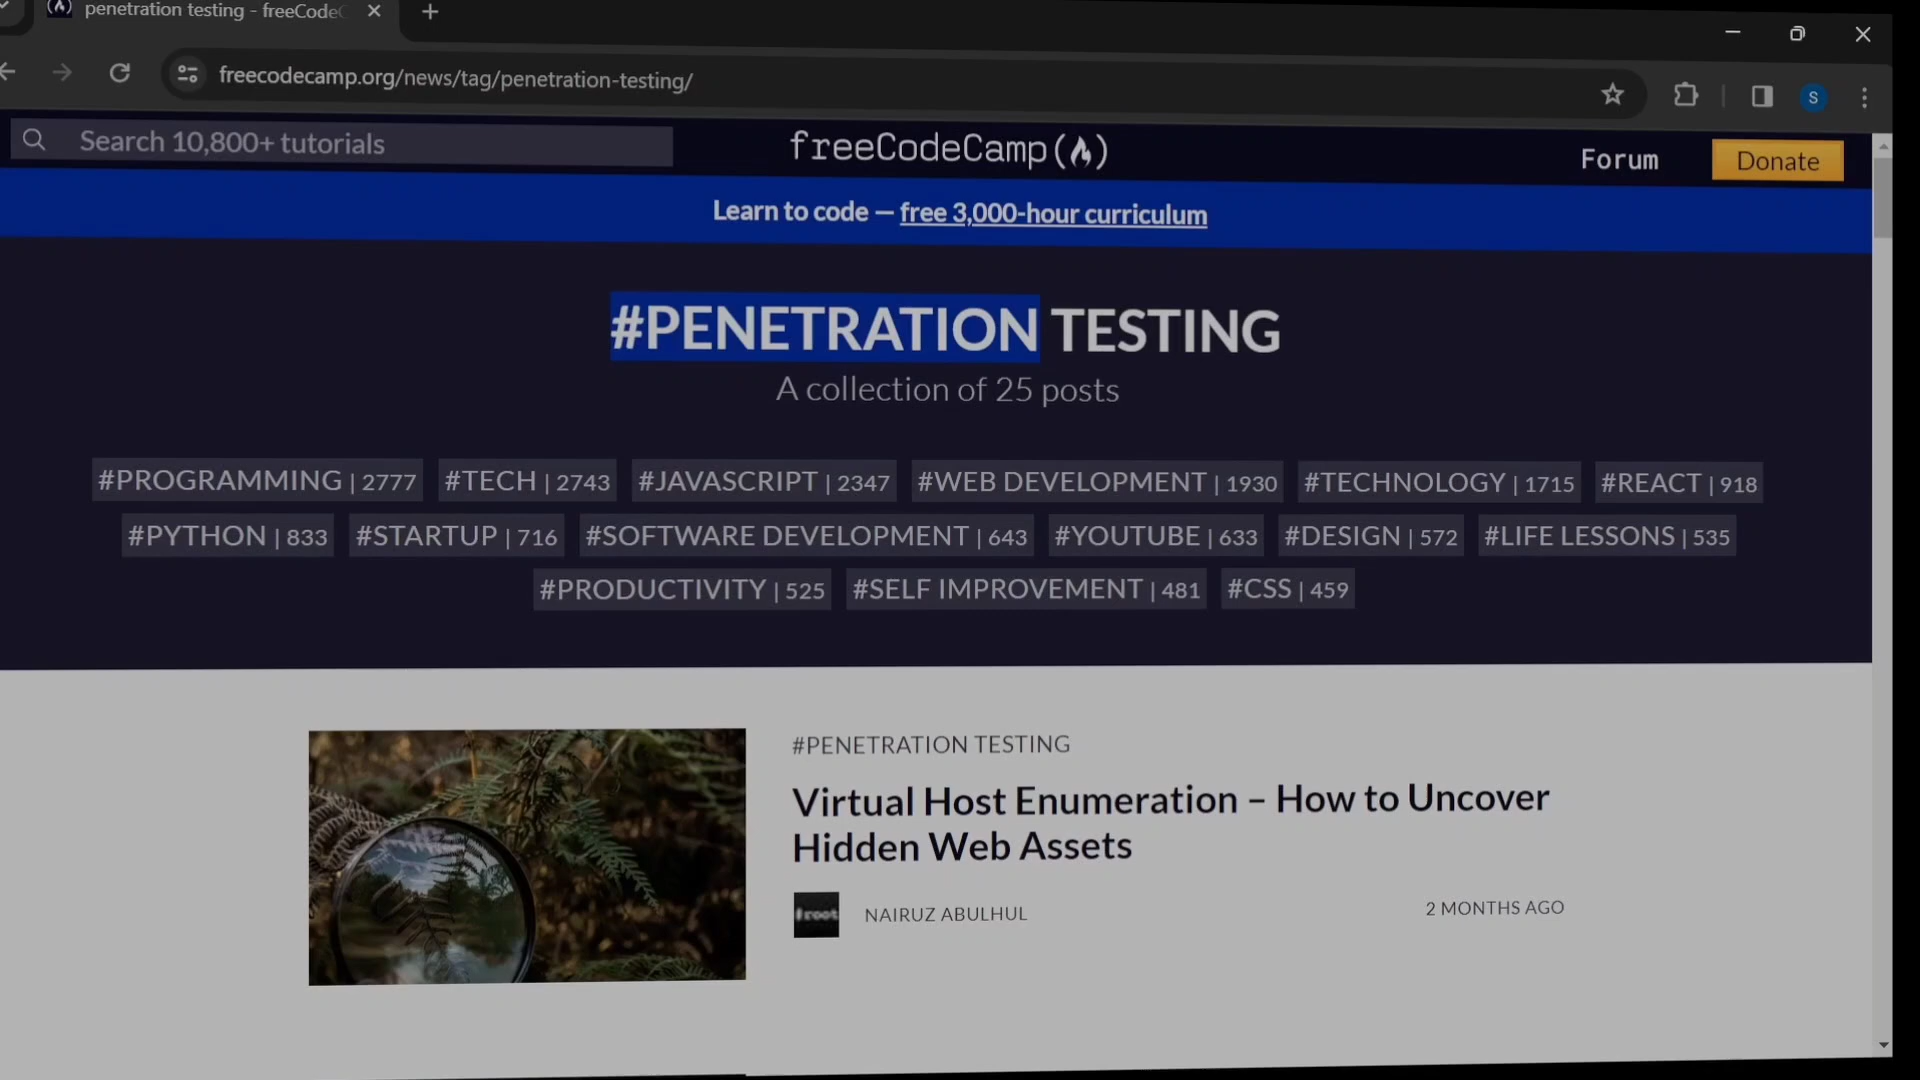 penetration testing - freeCode
freecodecamp.org/news/tag/penetration-testing/
S
Search 10,800+ tutorials
freeCodeCamp
Forum
Donate
Learn to code — free 3,000-hour curriculum
#PENETRATION TESTING
A collection of 25 posts
#PROGRAMMING | 2777 #TECH | 2743 #JAVASCRIPT | 2347 #WEB DEVELOPMENT | 1930 #TECHNOLOGY | 1715 #REACT | 918
#PYTHON | 833 #STARTUP | 716 #SOFTWARE DEVELOPMENT | 643 #YOUTUBE | 633 #DESIGN | 572 #LIFE LESSONS | 535
#PRODUCTIVITY | 525 #SELF IMPROVEMENT | 481 #CSS | 459
#PENETRATION TESTING
Virtual Host Enumeration – How to Uncover
Hidden Web Assets
#root
NAIRUZ ABULHUL
2 MONTHS AGO